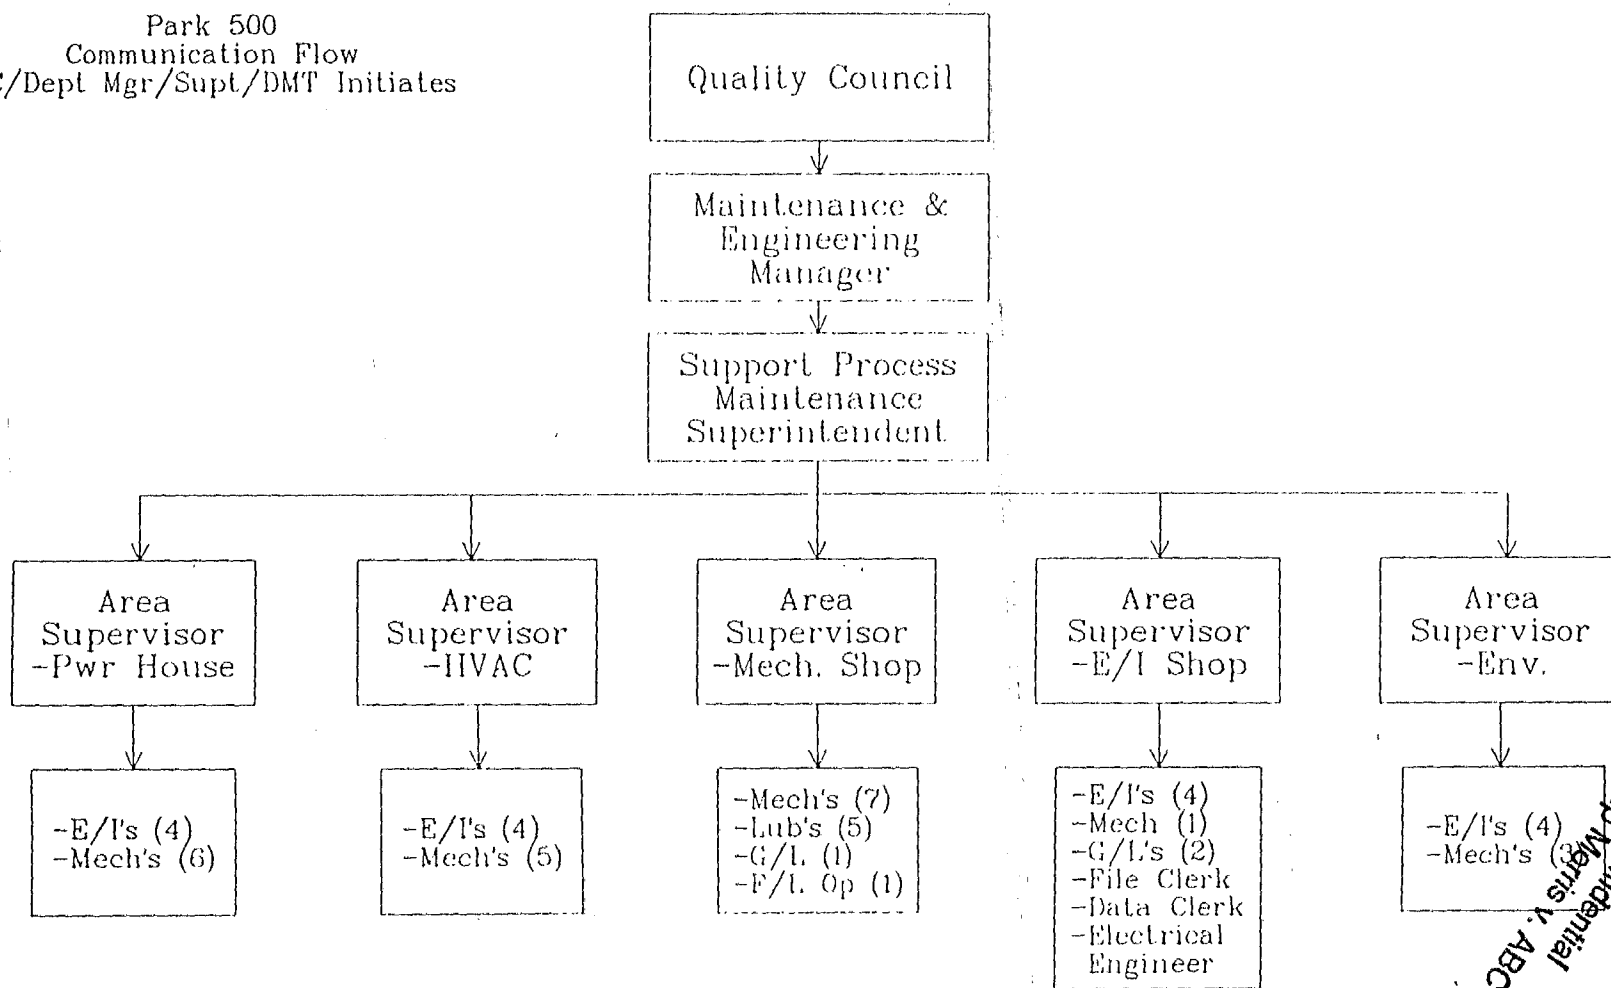 Park 500
Communication Flow
/Dept Mgr/Supt/DMT Initiates
Quality Council
Maintenance &
Engineering
Manager
Support Process
Maintenance
Superintendent
Area
Supervisor
-Pwr House
Area
Supervisor
-HVAC
Area
Supervisor
-Mech. Shop
Area
Supervisor
-E/I Shop
Area
Supervisor
-Env.
-E/I's (4)
-Mech's (6)
-E/I's (4)
-Mech's (5)
-Mech's (7)
-Lub's (5)
-G/L (1)
-F/L Op (1)
-E/I's (4)
-Mech (1)
-G/L's (2)
-File Clerk
-Data Clerk
-Electrical
Engineer
-E/I's (4)
-Mech's (3)
Morris v. ABC